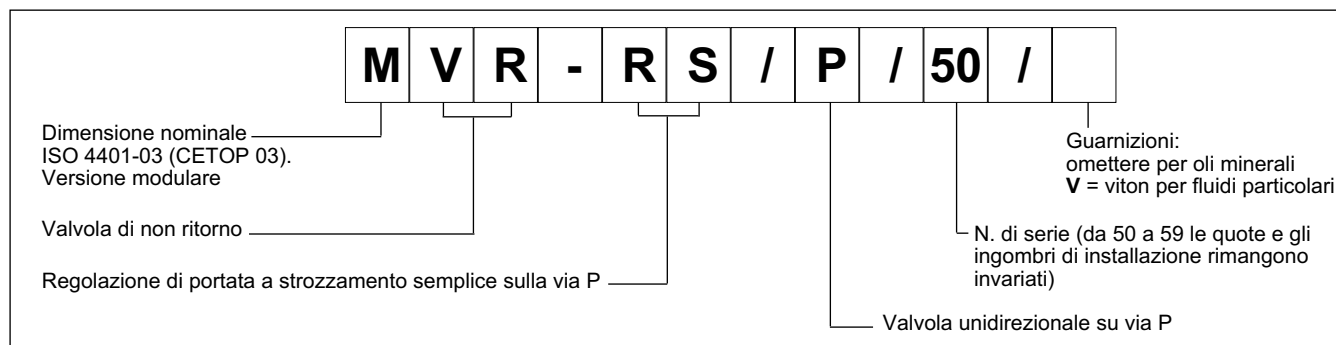 M V R - R S / P / 50 /
Dimensione nominale
ISO 4401-03 (CETOP 03).
Versione modulare
Valvola di non ritorno
Regolazione di portata a strozzamento semplice sulla via P
Guarnizioni:
omettere per oli minerali
V = viton per fluidi particolari
N. di serie (da 50 a 59 le quote e gli
ingombri di installazione rimangono
invariati)
Valvola unidirezionale su via P